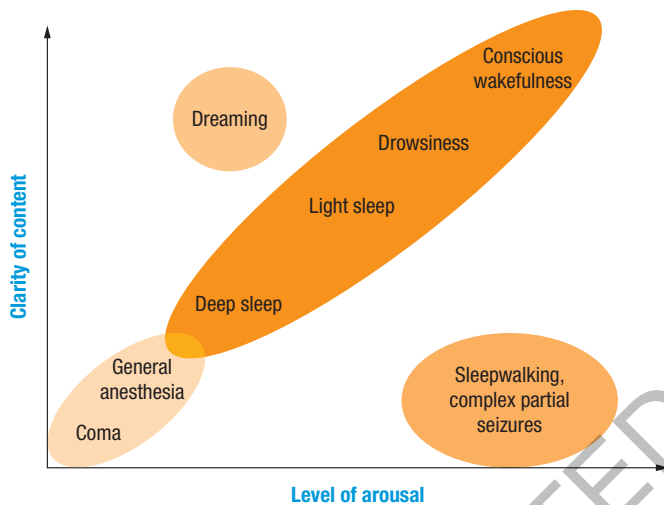 Conscious
wakefulness
Dreaming
Drowsiness
Light sleep
Deep sleep
General
anesthesia
Coma
Sleepwalking,
complex partial
seizures
Clarity of content
Level of arousal